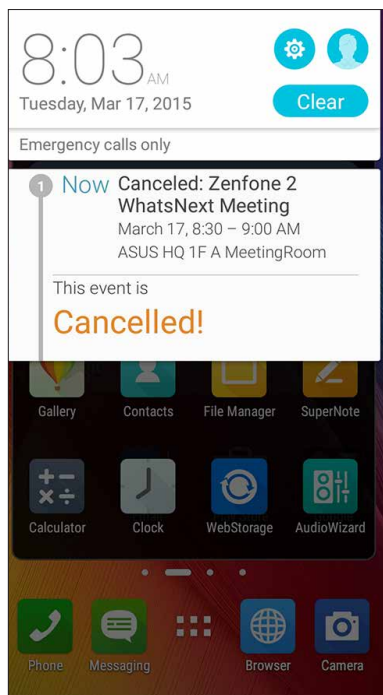 8:03 AM
Tuesday, Mar 17, 2015
Clear
Emergency calls only
1 Now Canceled: Zenfone 2
WhatsNext Meeting
March 17, 8:30 – 9:00 AM
ASUS HQ 1F A MeetingRoom
This event is
Cancelled!
Gallery Contacts File Manager SuperNote
Calculator Clock WebStorage AudioWizard
Phone Messaging Browser Camera